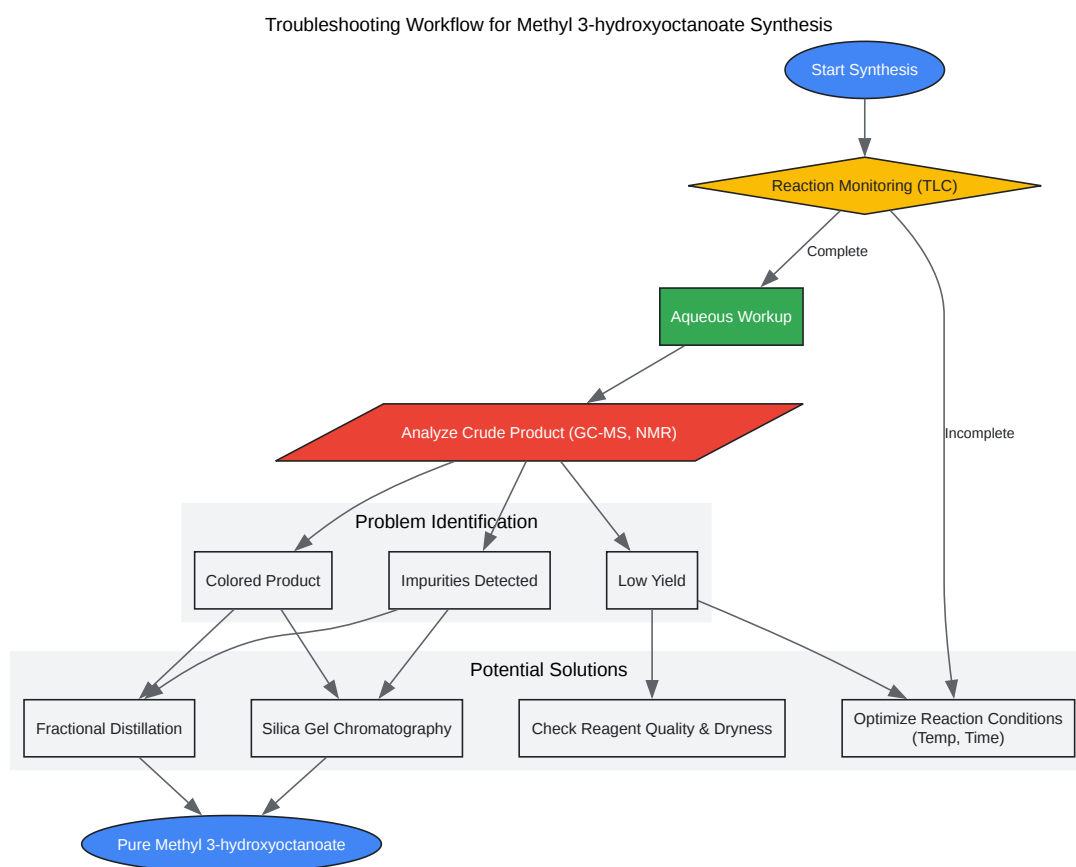 Troubleshooting Workflow for Methyl 3-hydroxyoctanoate Synthesis
Start Synthesis
Reaction Monitoring (TLC)
Complete
Aqueous Workup
Analyze Crude Product (GC-MS, NMR)
Incomplete
Problem Identification
Colored Product
Impurities Detected
Low Yield
Potential Solutions
Fractional Distillation
Silica Gel Chromatography
Check Reagent Quality & Dryness
Optimize Reaction Conditions
(Temp, Time)
Pure Methyl 3-hydroxyoctanoate